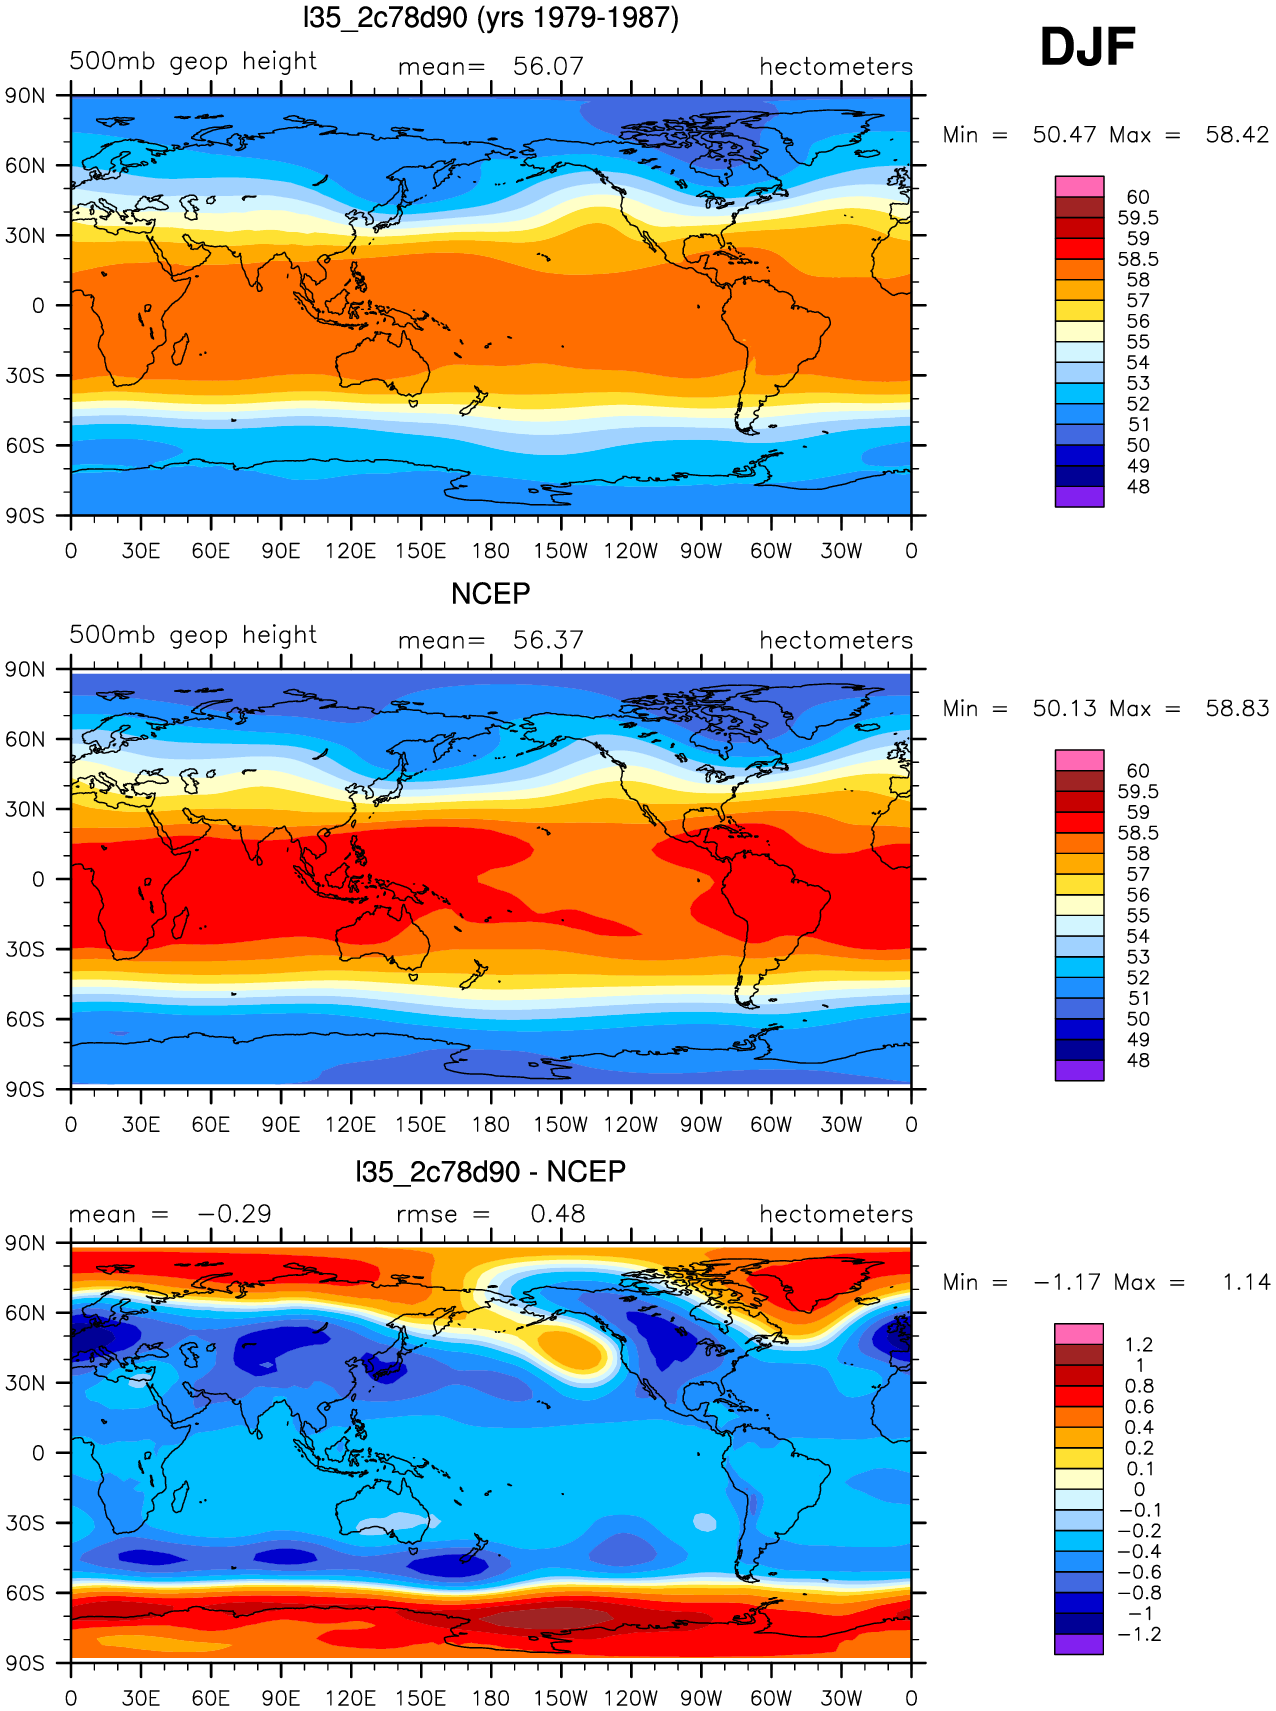 l35_2c78d90 (yrs 1979-1987)
DJF
500mb geop height mean= 56.07 hectometers
Min = 50.47 Max = 58.42
90N
60N
30N
0
30S
60S
90S
0 30E 60E 90E 120E 150E 180 150W 120W 90W 60W 30W 0
60
59.5
59
58.5
58
57
56
55
54
53
52
51
50
49
48
NCEP
500mb geop height mean= 56.37 hectometers
Min = 50.13 Max = 58.83
90N
60N
30N
0
30S
60S
90S
0 30E 60E 90E 120E 150E 180 150W 120W 90W 60W 30W 0
60
59.5
59
58.5
58
57
56
55
54
53
52
51
50
49
48
l35_2c78d90 - NCEP
mean = -0.29 rmse = 0.48 hectometers
Min = -1.17 Max = 1.14
90N
60N
30N
0
30S
60S
90S
0 30E 60E 90E 120E 150E 180 150W 120W 90W 60W 30W 0
1.2
1
0.8
0.6
0.4
0.2
0.1
0
-0.1
-0.2
-0.4
-0.6
-0.8
-1
-1.2